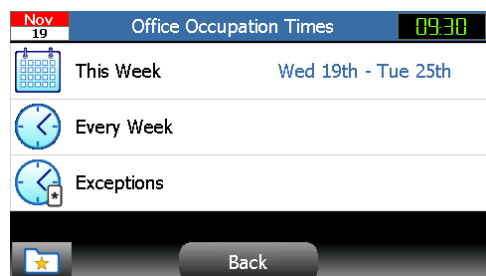 Nov
19
Office Occupation Times
09:30
This Week
Wed 19th - Tue 25th
Every Week
Exceptions
*
Back